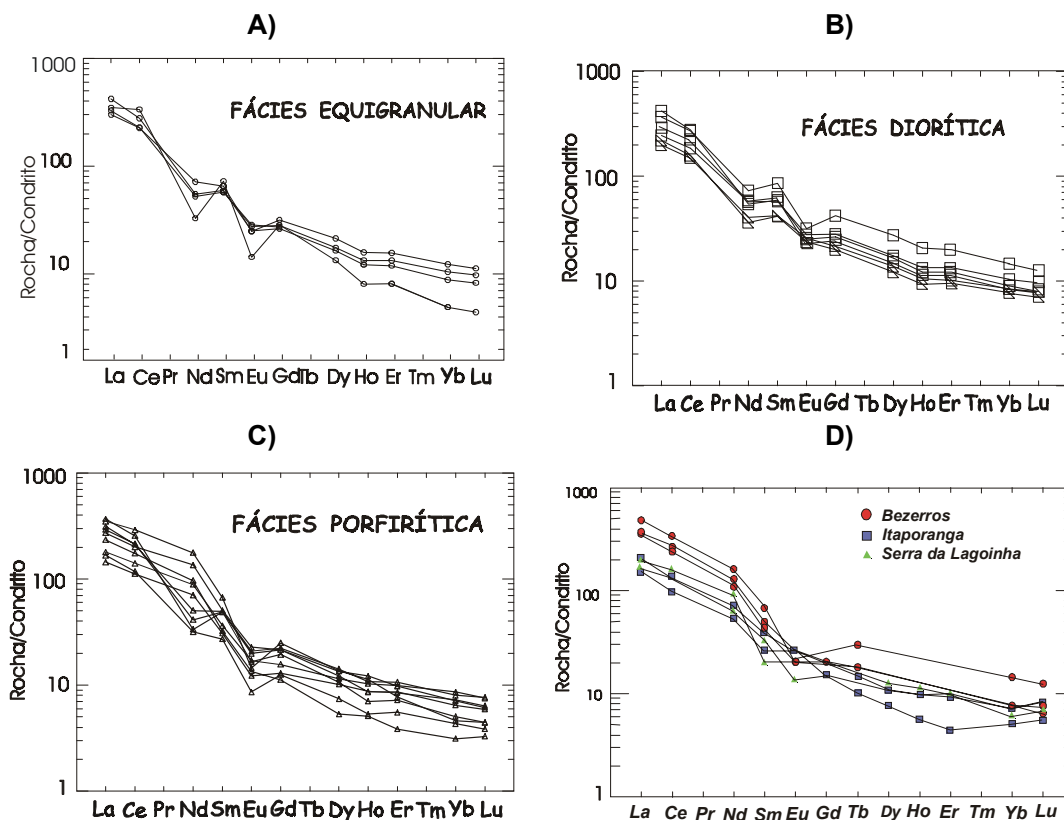 A)
1000
100
10
1
Rocha/Condrito
FÁCIES EQUIGRANULAR
La Ce Pr Nd Sm Eu Gd Tb Dy Ho Er Tm Yb Lu
B)
1000
100
10
1
Rocha/Condrito
FÁCIES DIORÍTICA
La Ce Pr Nd Sm Eu Gd Tb Dy Ho Er Tm Yb Lu
C)
1000
100
10
1
Rocha/Condrito
FÁCIES PORFIRÍTICA
La Ce Pr Nd Sm Eu Gd Tb Dy Ho Er Tm Yb Lu
D)
1000
100
10
1
Rocha/Condrito
Bezerros
Itaporanga
Serra da Lagoinha
La Ce Pr Nd Sm Eu Gd Tb Dy Ho Er Tm Yb Lu